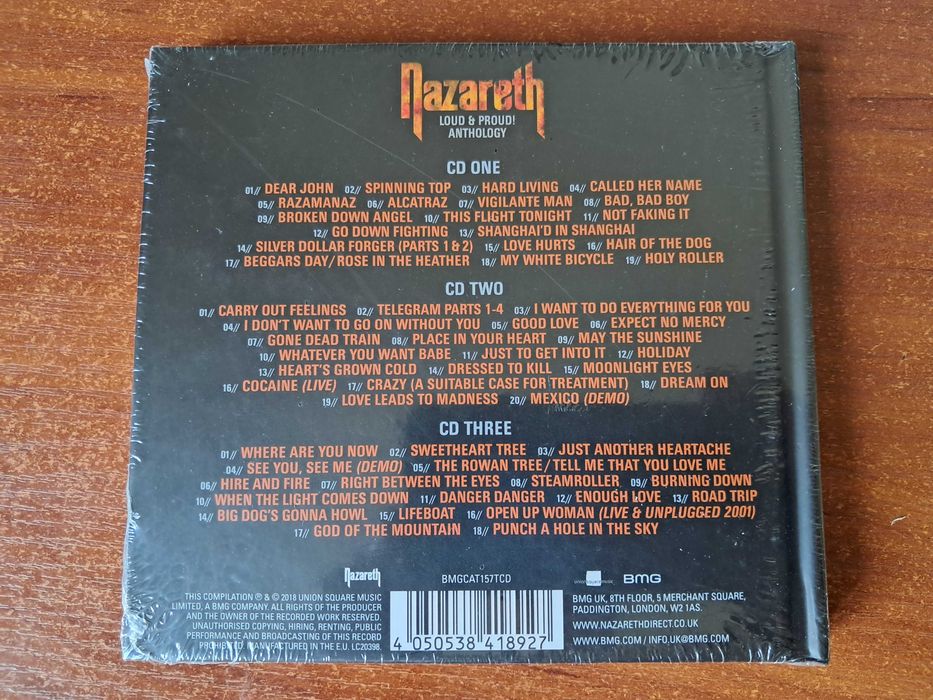 Nazareth
LOUD & PROUD!
ANTHOLOGY
CD ONE
01// DEAR JOHN 02// SPINNING TOP 03// HARD LIVING 04// CALLED HER NAME
05// RAZAMANAZ 06// ALCATRAZ 07// VIGILANTE MAN 08// BAD, BAD BOY
09// BROKEN DOWN ANGEL 10// THIS FLIGHT TONIGHT 11// NOT FAKING IT
12// GO DOWN FIGHTING 13// SHANGHAI'D IN SHANGHAI
14// SILVER DOLLAR FORGER (PARTS 1 & 2) 15// LOVE HURTS 16// HAIR OF THE DOG
17// BEGGARS DAY/ROSE IN THE HEATHER 18// MY WHITE BICYCLE 19// HOLY ROLLER
CD TWO
01// CARRY OUT FEELINGS 02// TELEGRAM PARTS 1-4 03// I WANT TO DO EVERYTHING FOR YOU
04// I DON'T WANT TO GO ON WITHOUT YOU 05// GOOD LOVE 06// EXPECT NO MERCY
07// GONE DEAD TRAIN 08// PLACE IN YOUR HEART 09// MAY THE SUNSHINE
10// WHATEVER YOU WANT BABE 11// JUST TO GET INTO IT 12// HOLIDAY
13// HEART'S GROWN COLD 14// DRESSED TO KILL 15// MOONLIGHT EYES
16// COCAINE (LIVE) 17// CRAZY (A SUITABLE CASE FOR TREATMENT) 18// DREAM ON
19// LOVE LEADS TO MADNESS 20// MEXICO (DEMO)
CD THREE
01// WHERE ARE YOU NOW 02// SWEETHEART TREE 03// JUST ANOTHER HEARTACHE
04// SEE YOU, SEE ME (DEMO) 05// THE ROWAN TREE/TELL ME THAT YOU LOVE ME
06// HIRE AND FIRE 07// RIGHT BETWEEN THE EYES 08// STEAMROLLER 09// BURNING DOWN
10// WHEN THE LIGHT COMES DOWN 11// DANGER DANGER 12// ENOUGH LOVE 13// ROAD TRIP
14// BIG DOG'S GONNA HOWL 15// LIFEBOAT 16// OPEN UP WOMAN (LIVE & UNPLUGGED 2001)
17// GOD OF THE MOUNTAIN 18// PUNCH A HOLE IN THE SKY
Nazareth
BMGCAT157TCD
union square music
BMG
THIS COMPILATION ℗ & © 2018 UNION SQUARE MUSIC
LIMITED, A BMG COMPANY. ALL RIGHTS OF THE PRODUCER
AND THE OWNER OF THE RECORDED WORK RESERVED.
UNAUTHORISED COPYING, HIRING, RENTING, PUBLIC
PERFORMANCE AND BROADCASTING OF THIS RECORD
PROHIBITED. MANUFACTURED IN THE E.U. LC20398.
4 050538 418927
BMG UK, 8TH FLOOR, 5 MERCHANT SQUARE,
PADDINGTON, LONDON, W2 1AS.
WWW.NAZARETHDIRECT.CO.UK
WWW.BMG.COM / INFO.UK@BMG.COM